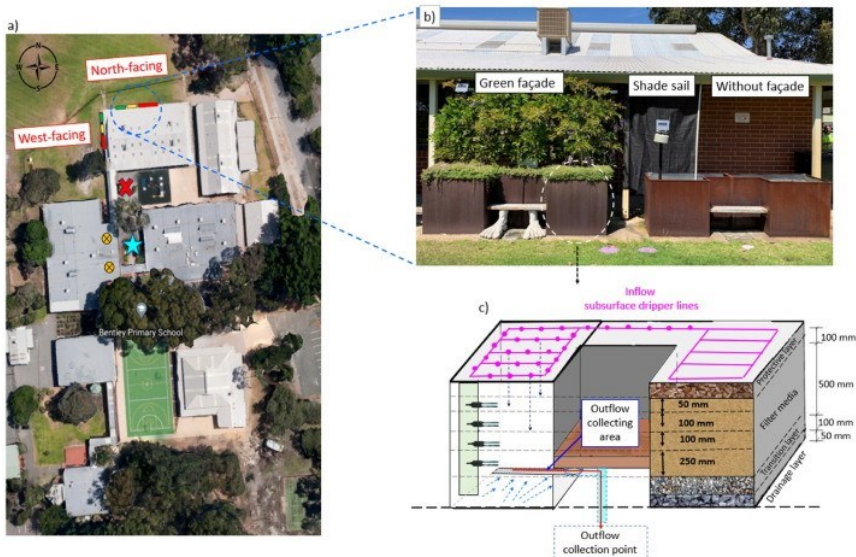 a)
N
W
E
S
North-facing
West-facing
Bentley Primary School
b)
Green façade
Shade sail
Without façade
c)
Inflow
subsurface dripper lines
Outflow
collecting
area
50 mm
100 mm
100 mm
250 mm
Protective layer
Filter media
Transition layer
Drainage layer
100 mm
500 mm
100 mm
50 mm
Outflow
collection point